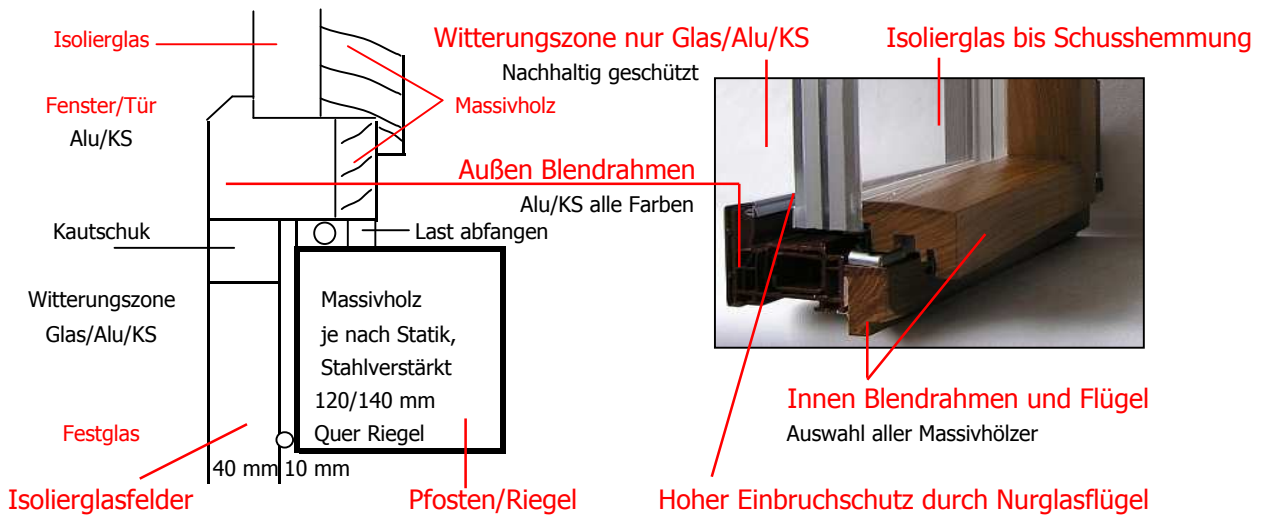 Isolierglas
Witterungszone nur Glas/Alu/KS
Isolierglas bis Schusshemmung
Nachhaltig geschützt
Fenster/Tür
Massivholz
Alu/KS
Außen Blendrahmen
Alu/KS alle Farben
Kautschuk
Last abfangen
Witterungszone
Glas/Alu/KS
Massivholz
je nach Statik,
Stahlverstärkt
120/140 mm
Quer Riegel
Innen Blendrahmen und Flügel
Auswahl aller Massivhölzer
Festglas
40 mm 10 mm
Isolierglasfelder
Pfosten/Riegel
Hoher Einbruchschutz durch Nurglasflügel